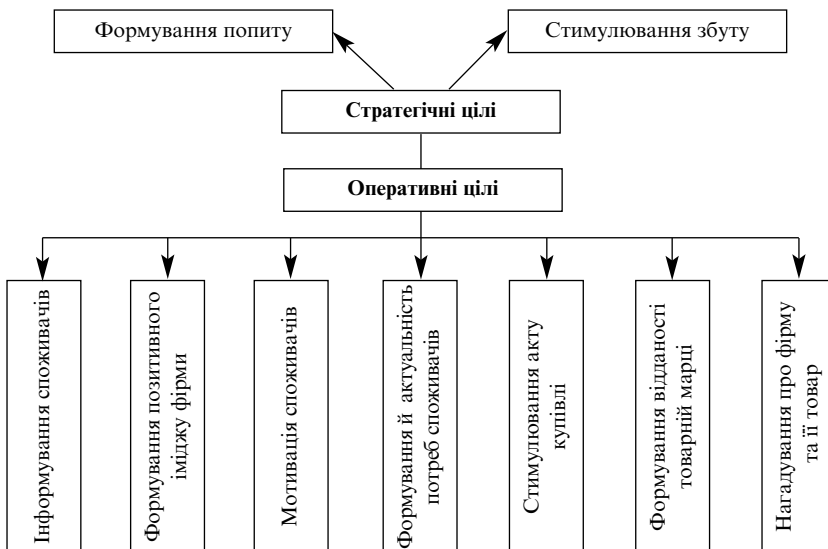 Формування попиту
Стимулювання збуту
Стратегічні цілі
Оперативні цілі
Інформування споживачів
Формування позитивного
іміджу фірми
Мотивація споживачів
Формування й актуальність
потреб споживачів
Стимулювання акту
купівлі
Формування відданості
товарній марці
Нагадування про фірму
та її товар